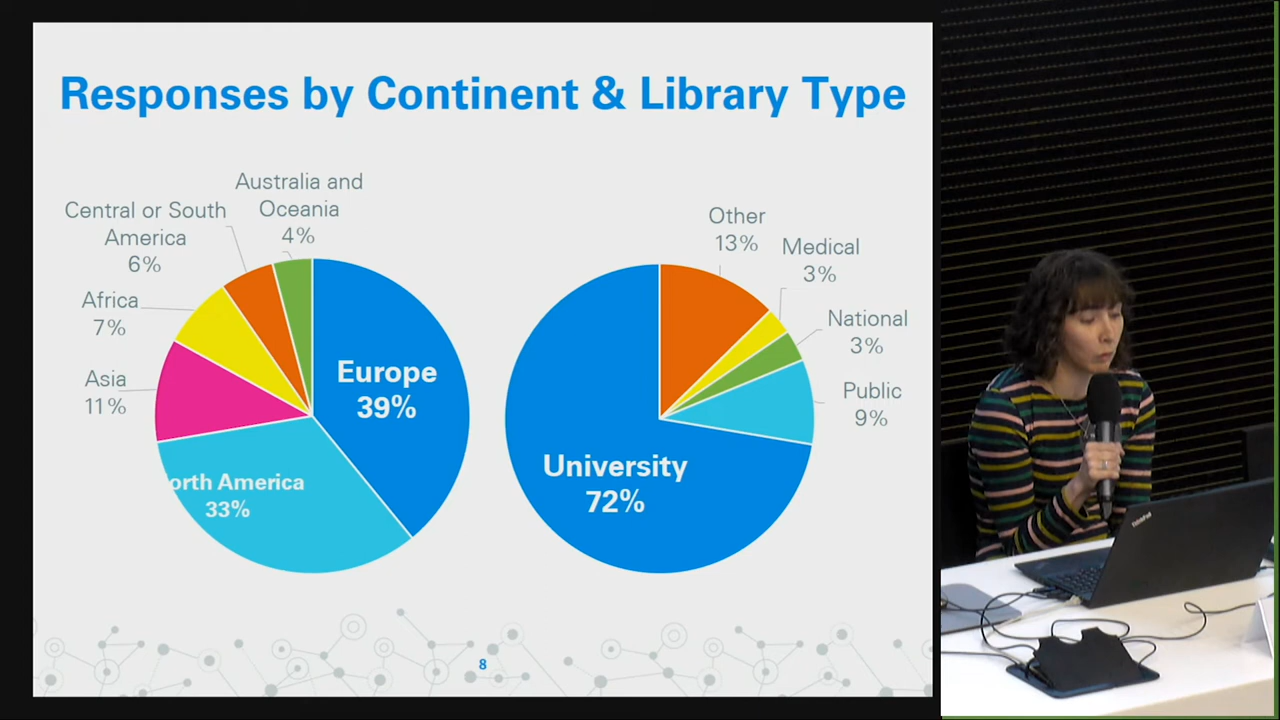 Responses by Continent & Library Type
Australia and
Oceania
4%
Central or South
America
6%
Africa
7%
Asia
11%
Europe
39%
orth America
33%
Other
13%
Medical
3%
National
3%
Public
9%
University
72%
8
ThinkPad